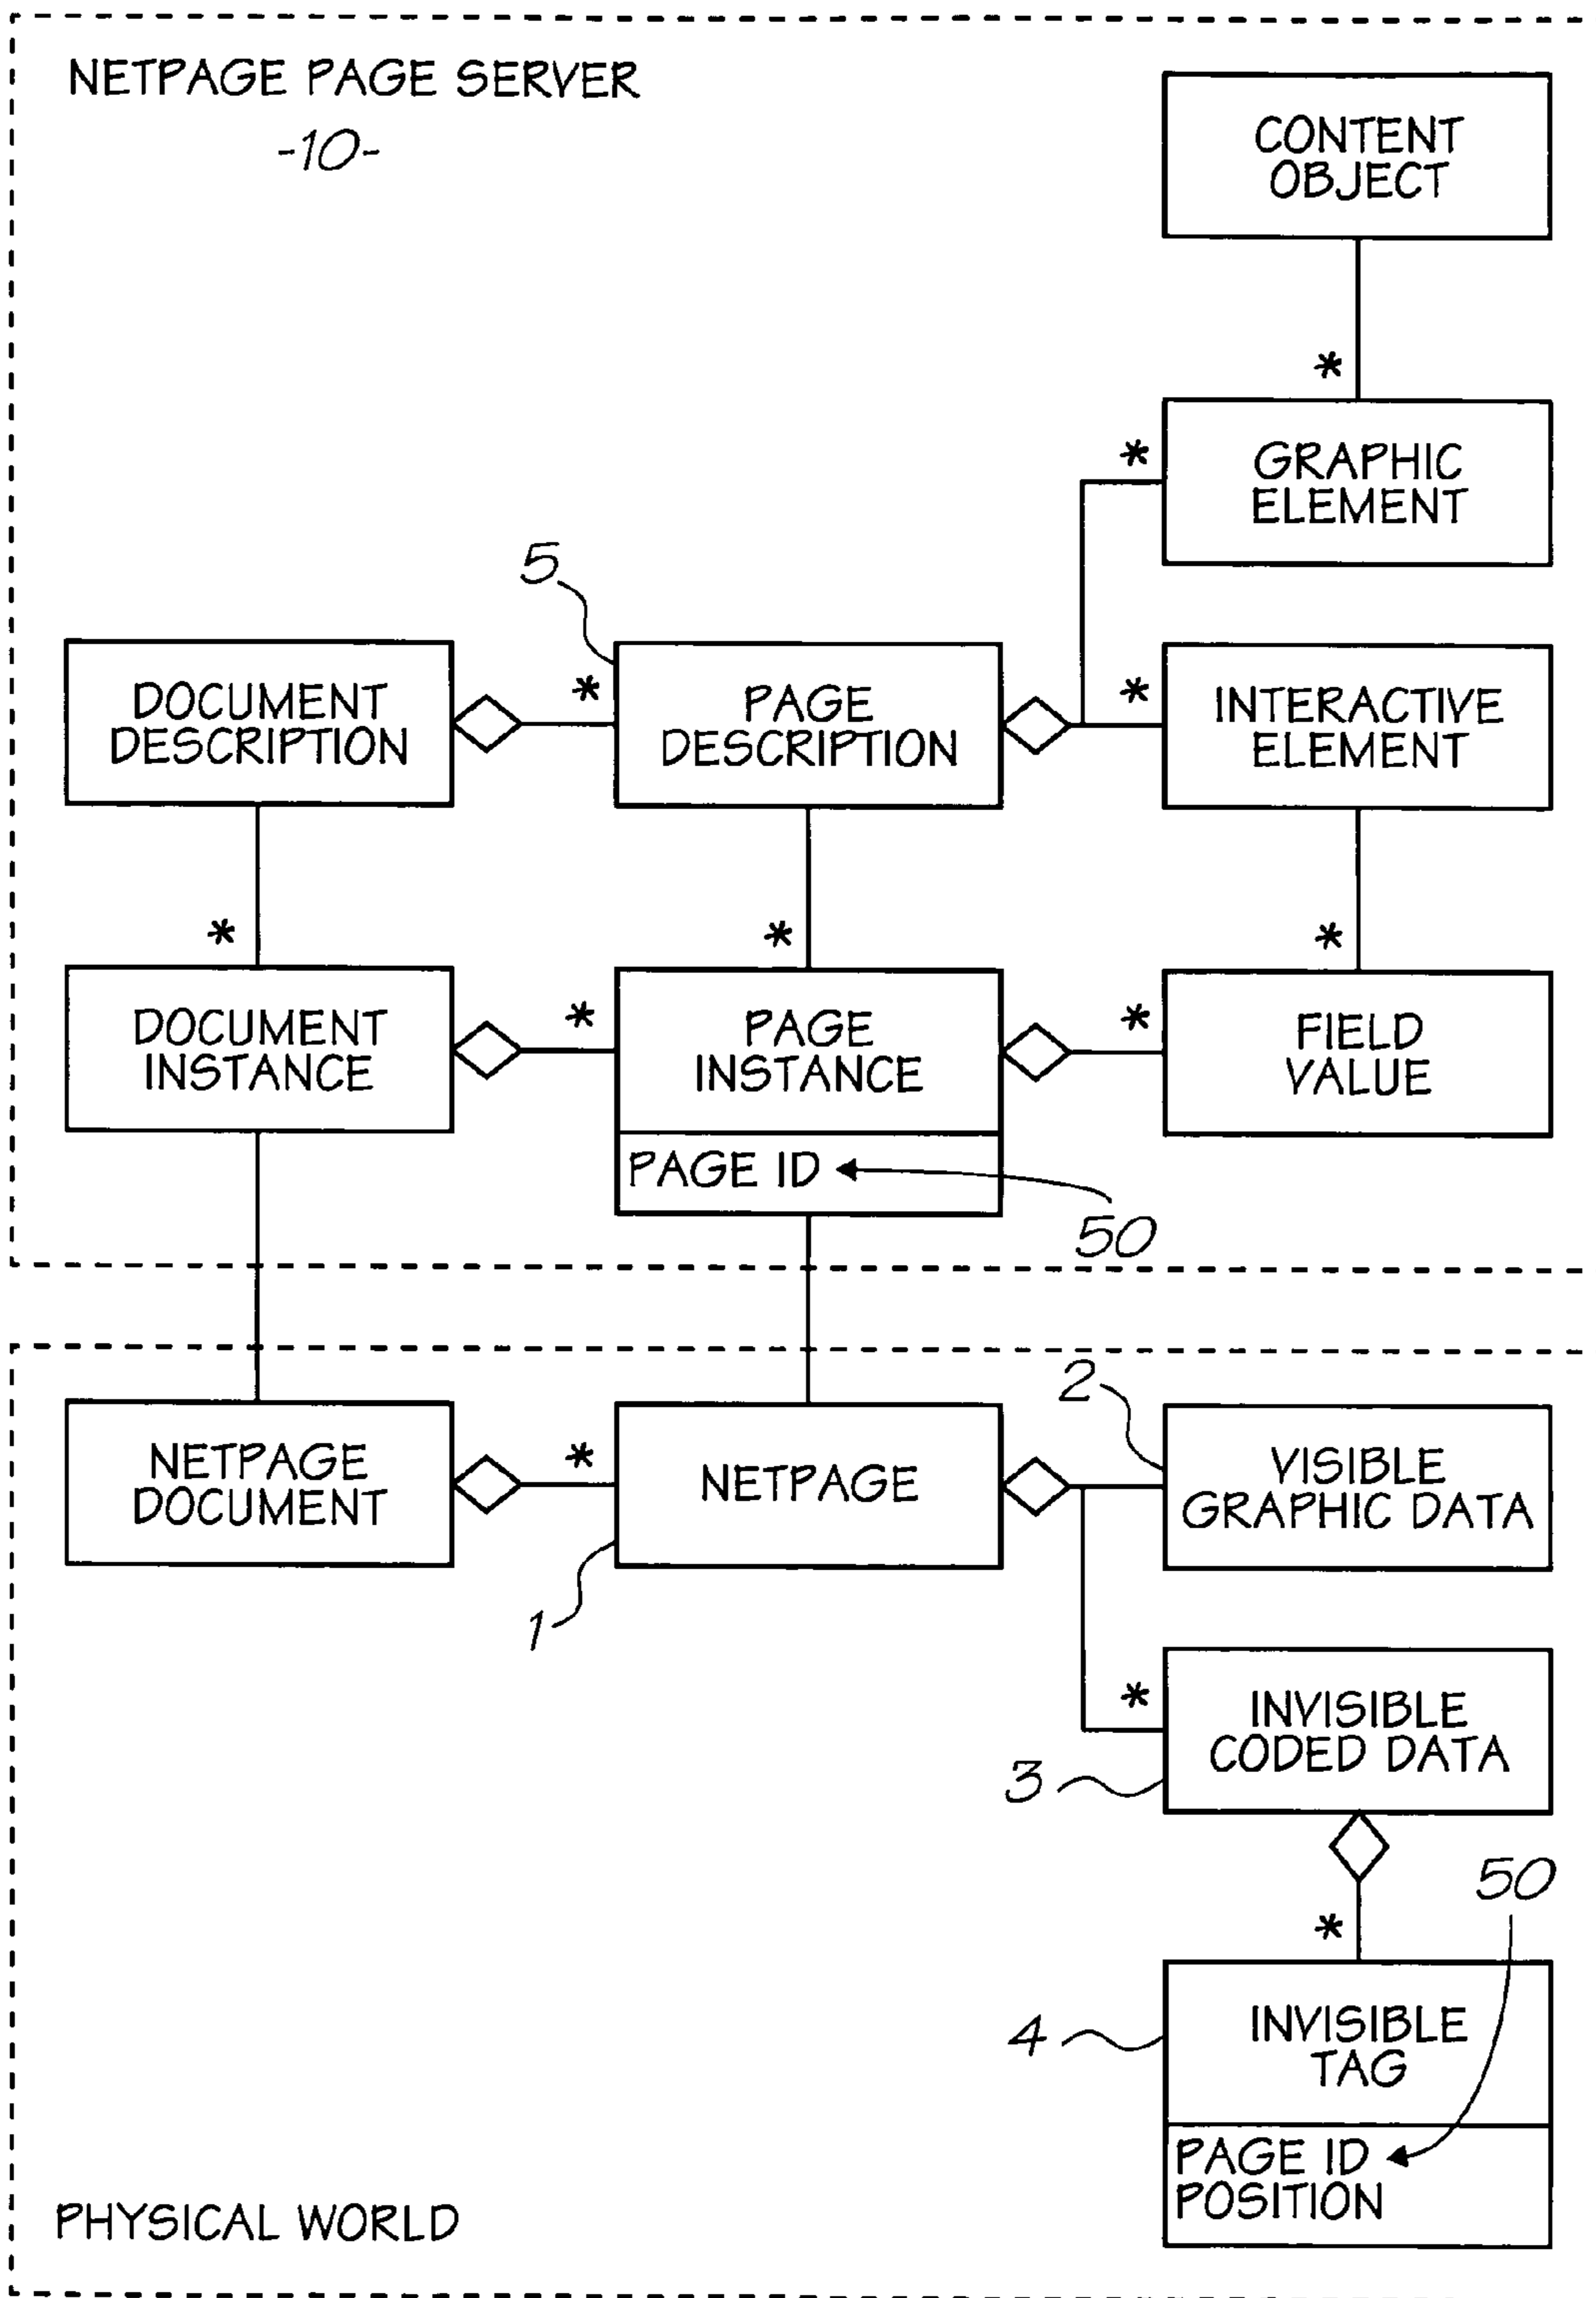 NETPAGE PAGE SERVER
-10-
CONTENT
OBJECT
*
*
GRAPHIC
ELEMENT
5
DOCUMENT
DESCRIPTION
*
PAGE
DESCRIPTION
*
INTERACTIVE
ELEMENT
*
*
*
DOCUMENT
INSTANCE
*
PAGE
INSTANCE
*
FIELD
VALUE
PAGE ID
50
2
NETPAGE
DOCUMENT
*
NETPAGE
VISIBLE
GRAPHIC DATA
1
*
INVISIBLE
CODED DATA
3
50
*
4
INVISIBLE
TAG
PAGE ID
POSITION
PHYSICAL WORLD